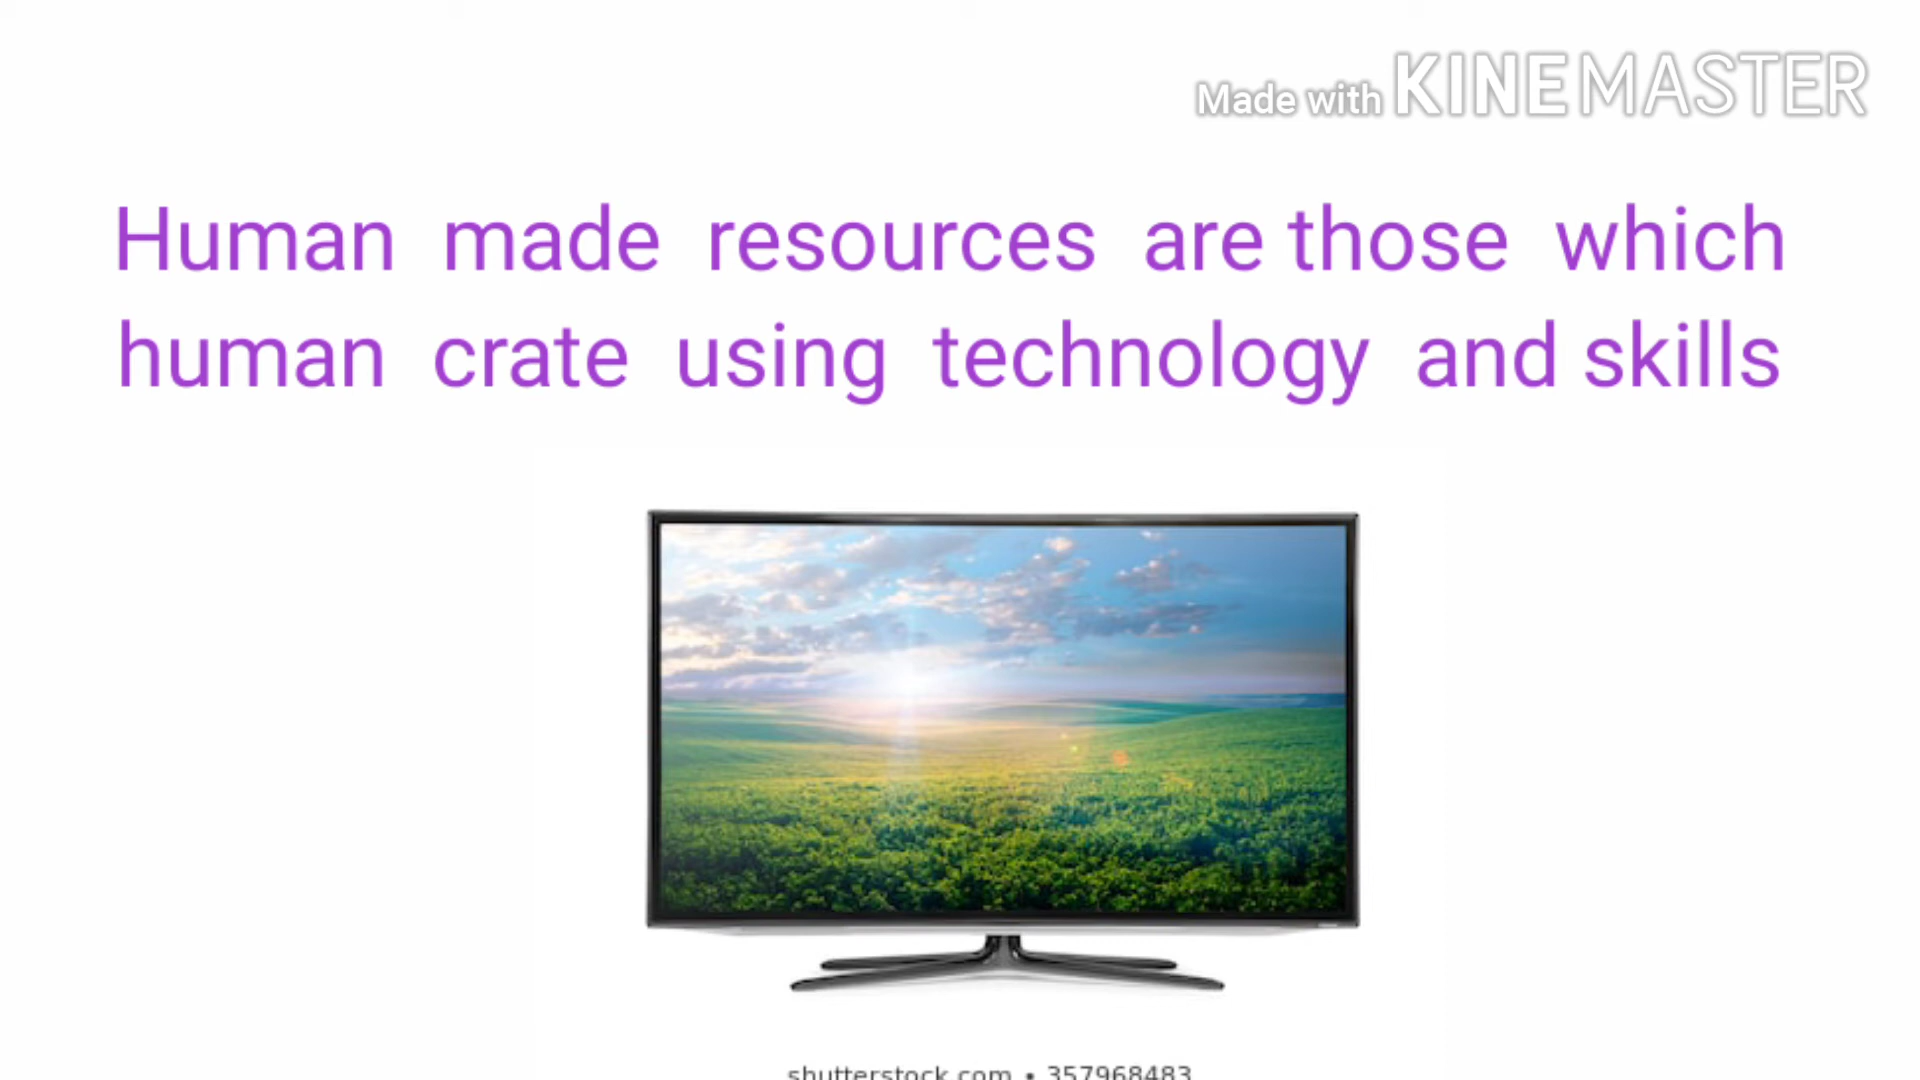 Made with KINEMASTER
Human made resources are those which
human crate using technology and skills
shutterstock.com • 357968483